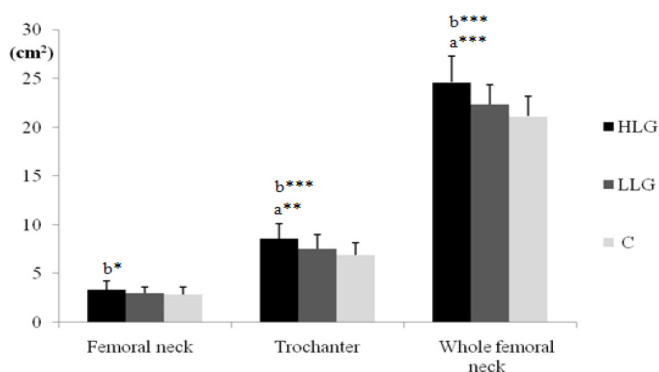 30
(cm²)
25
20
15
10
5
0
b*
b***
a**
b***
a***
Femoral neck
Trochanter
Whole femoral
neck
HLG
LLG
C